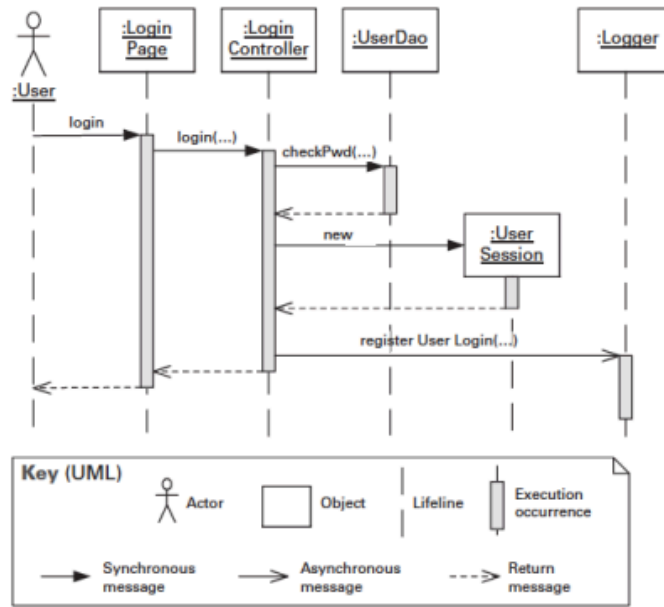 :Login
Page
:Login
Controller
:UserDao
:Logger
:User
login
login(...)
checkPwd(...)
new
:User
Session
register User Login(...)
Key (UML)
Actor
Object
Lifeline
Execution
occurrence
Synchronous
message
Asynchronous
message
Return
message